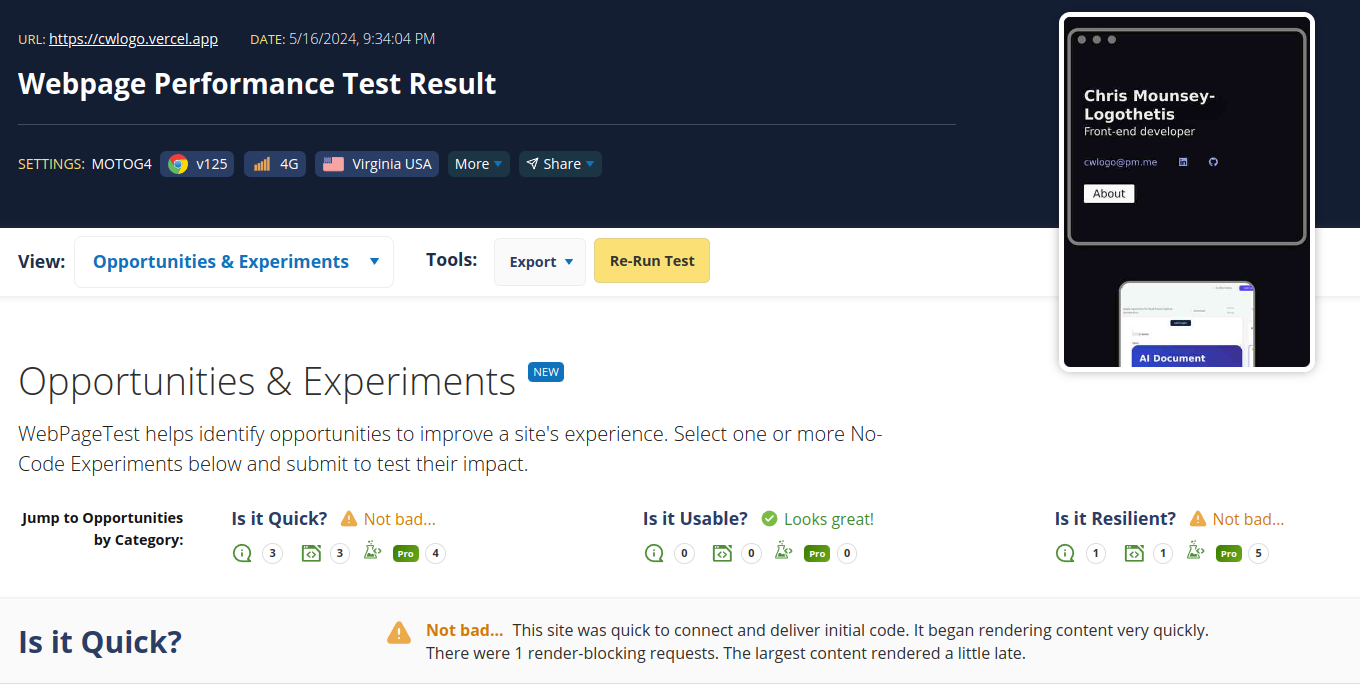 URL: https://cwlogo.vercel.app DATE: 5/16/2024, 9:34:04 PM
Webpage Performance Test Result
SETTINGS: MOTOG4 v125 4G Virginia USA More Share
Chris Mounsey-
Logothetis
Front-end developer
cwlogo@pm.me
About
AI Document
View: Opportunities & Experiments Tools: Export Re-Run Test
Opportunities & Experiments NEW
WebPageTest helps identify opportunities to improve a site's experience. Select one or more No-
Code Experiments below and submit to test their impact.
Jump to Opportunities
by Category:
Is it Quick? Not bad...
3 3 Pro 4
Is it Usable? Looks great!
0 0 Pro 0
Is it Resilient? Not bad...
1 1 Pro 5
Is it Quick?
Not bad... This site was quick to connect and deliver initial code. It began rendering content very quickly.
There were 1 render-blocking requests. The largest content rendered a little late.